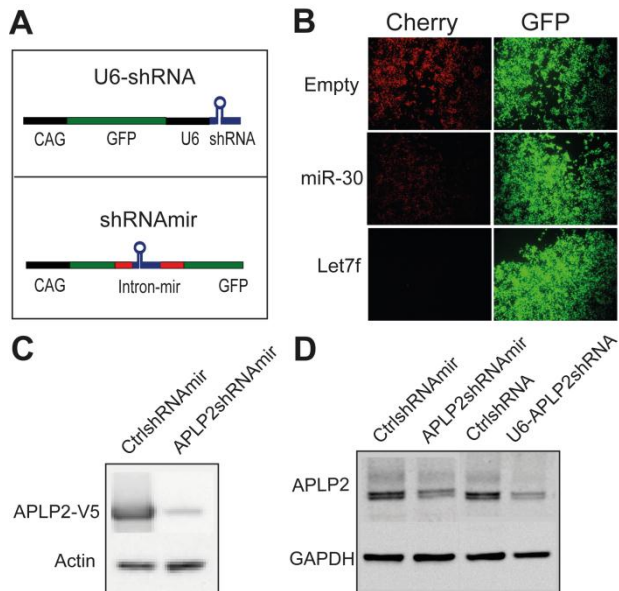 A
U6-shRNA
CAG GFP U6 shRNA
shRNAmir
CAG Intron-mir GFP
B
Cherry GFP
Empty
miR-30
Let7f
C
CtrlshRNAmir
APLP2shRNAmir
APLP2-V5
Actin
D
CtrlshRNAmir
APLP2shRNAmir
CtrlshRNA
U6-APLP2shRNA
APLP2
GAPDH